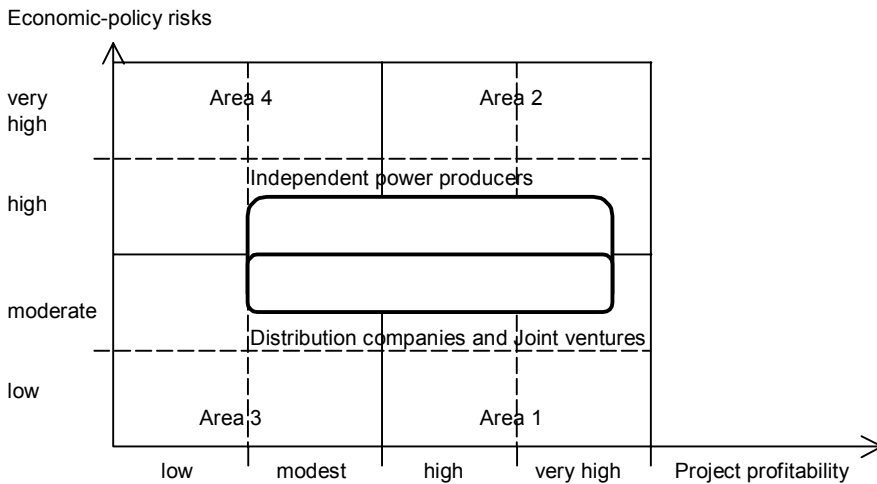 Economic-policy risks
very
high
Area 4
Area 2
Independent power producers
high
moderate
Distribution companies and Joint ventures
low
Area 3
Area 1
low
modest
high
very high
Project profitability